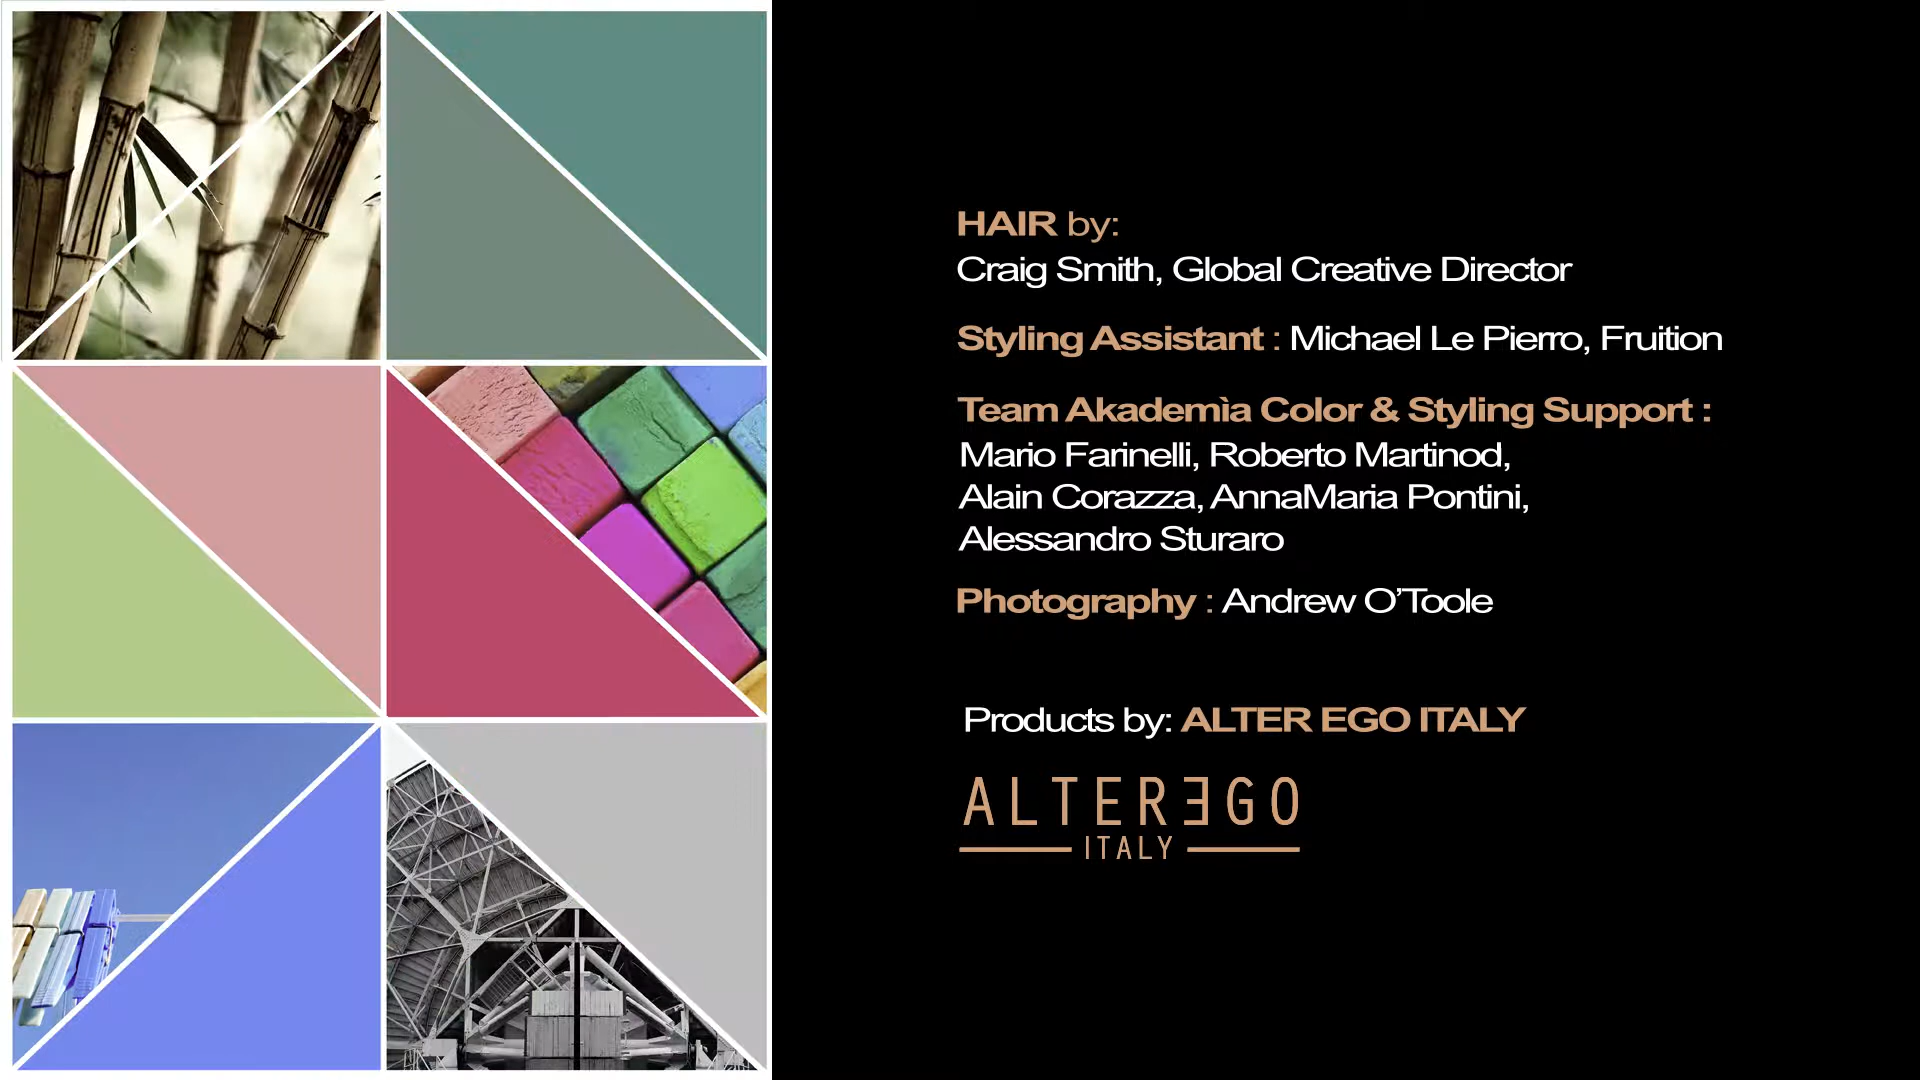 HAIR by:
Craig Smith, Global Creative Director
Styling Assistant : Michael Le Pierro, Fruition
Team Akademìa Color & Styling Support :
Mario Farinelli, Roberto Martinod,
Alain Corazza, AnnaMaria Pontini,
Alessandro Sturaro
Photography : Andrew O’Toole
Products by: ALTER EGO ITALY
ALTERƎGO
ITALY